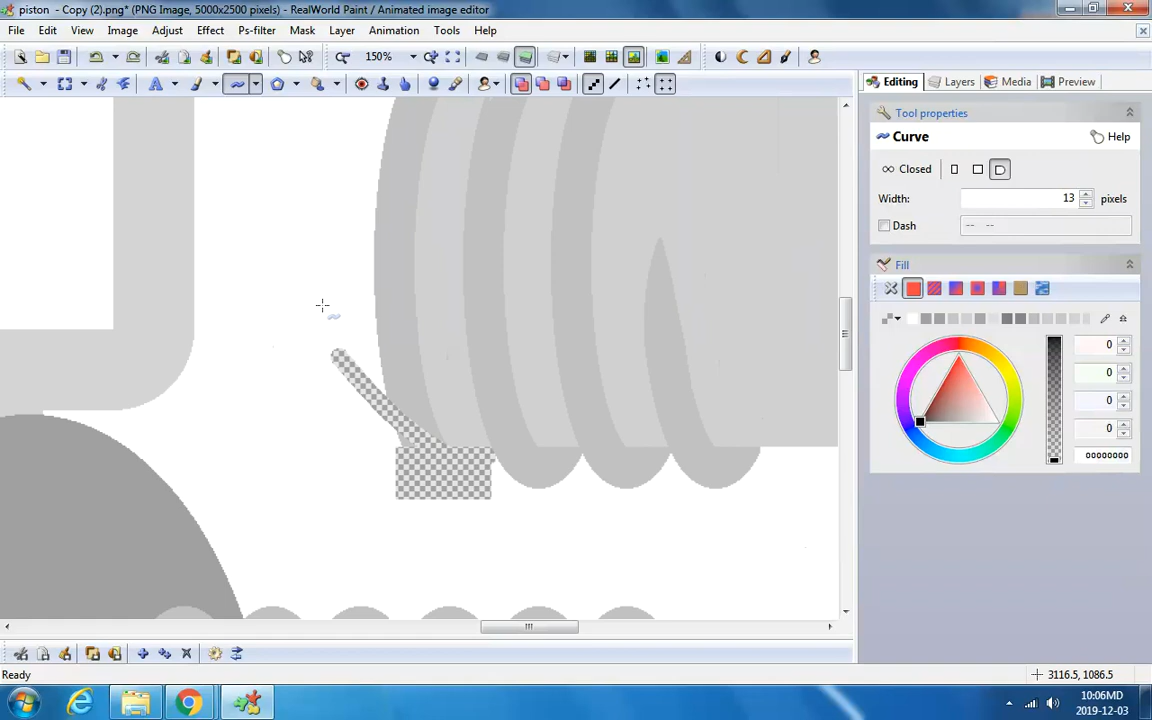 piston - Copy (2).png* (PNG Image, 5000x2500 pixels) - RealWorld Paint / Animated image editor
File Edit View Image Adjust Effect Ps-filter Mask Layer Animation Tools Help
150%
Editing Layers Media Preview
Tool properties
Curve Help
Closed
Width: 13 pixels
Dash
Fill
0
0
0
0
00000000
Ready 3116.5, 1086.5
10:06MD
2019-12-03